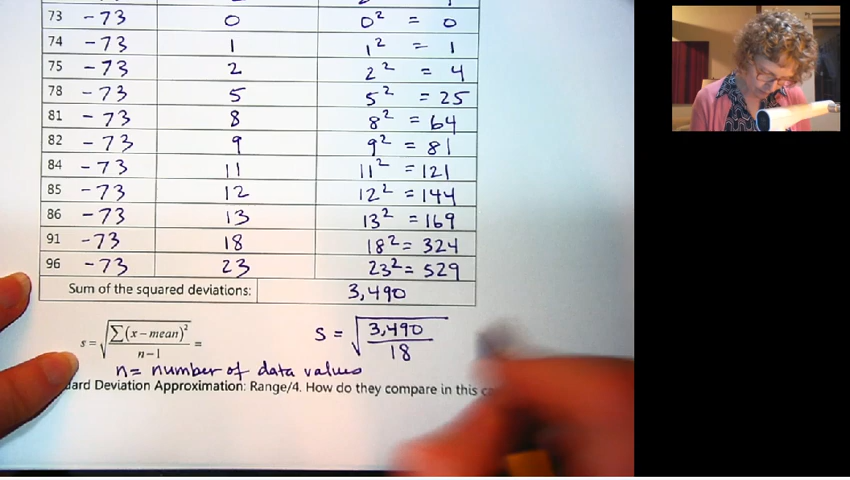 73 - 73 0 0² = 0
74 - 73 1 1² = 1
75 - 73 2 2² = 4
78 - 73 5 5² = 25
81 - 73 8 8² = 64
82 - 73 9 9² = 81
84 - 73 11 11² = 121
85 - 73 12 12² = 144
86 - 73 13 13² = 169
91 - 73 18 18² = 324
96 - 73 23 23² = 529
Sum of the squared deviations: 3,490
s = √(∑(x - mean)² / (n - 1)) = S = √(3,490 / 18)
n = number of data values
Deviation Approximation: Range/4. How do they compare in this